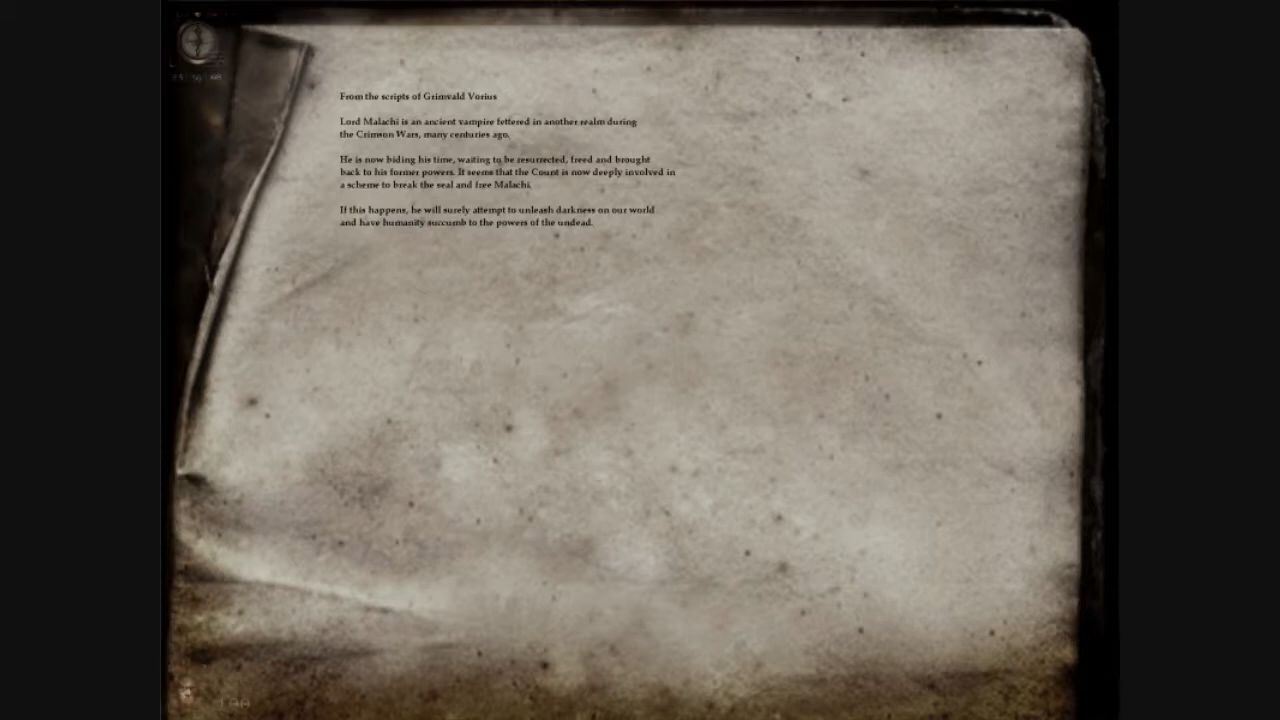 From the scripts of Grimvald Vorius
Lord Malachi is an ancient vampire fettered in another realm during
the Crimson Wars, many centuries ago.
He is now biding his time, waiting to be resurrected, freed and brought
back to his former powers. It seems that the Count is now deeply involved in
a scheme to break the seal and free Malachi.
If this happens, he will surely attempt to unleash darkness on our world
and have humanity succumb to the powers of the undead.